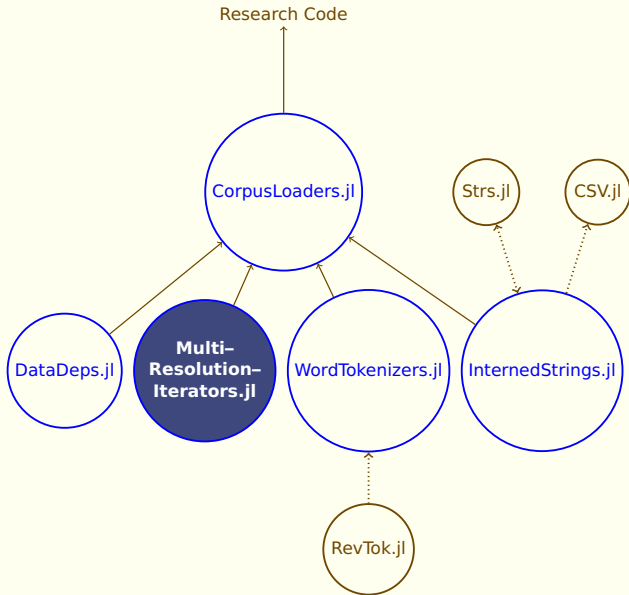 Research Code
CorpusLoaders.jl
Strs.jl
CSV.jl
DataDeps.jl
Multi–
Resolution–
Iterators.jl
WordTokenizers.jl
InternedStrings.jl
RevTok.jl